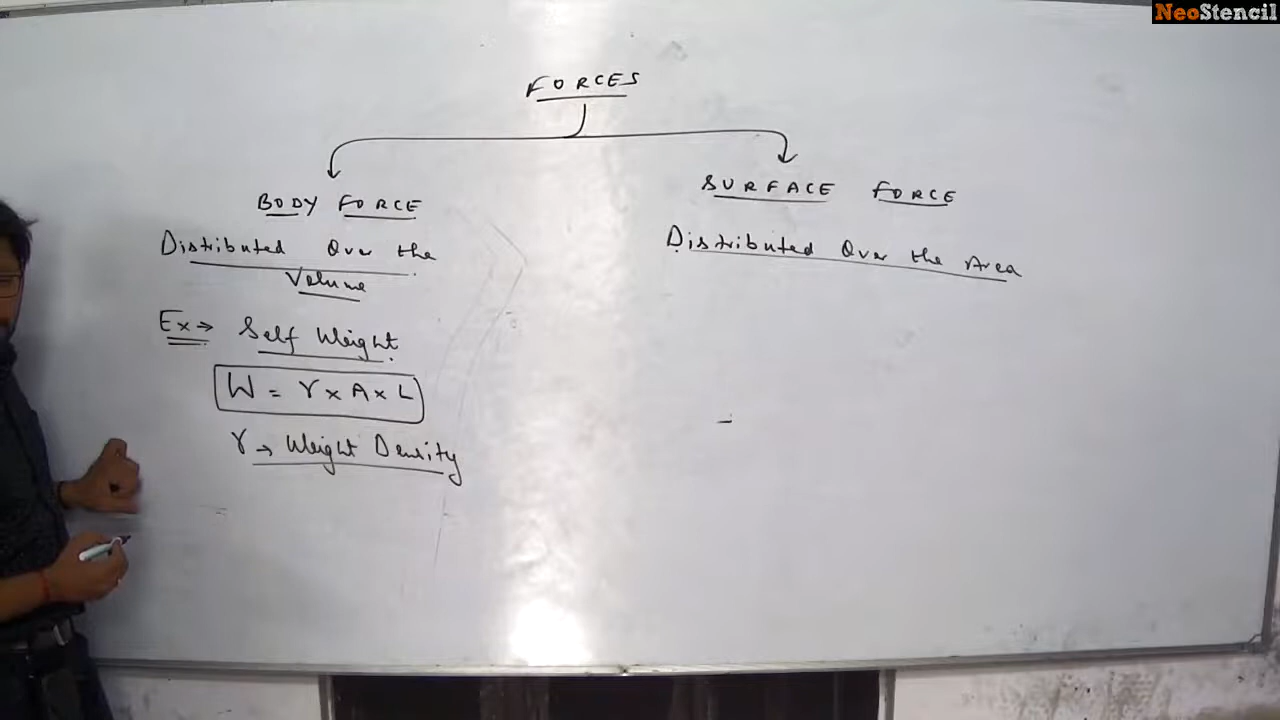 NeoStencil
FORCES
BODY FORCE
Distributed Over the
Volume
Ex → Self Weight
W = γ × A × L
γ → Weight Density
SURFACE FORCE
Distributed Over the Area